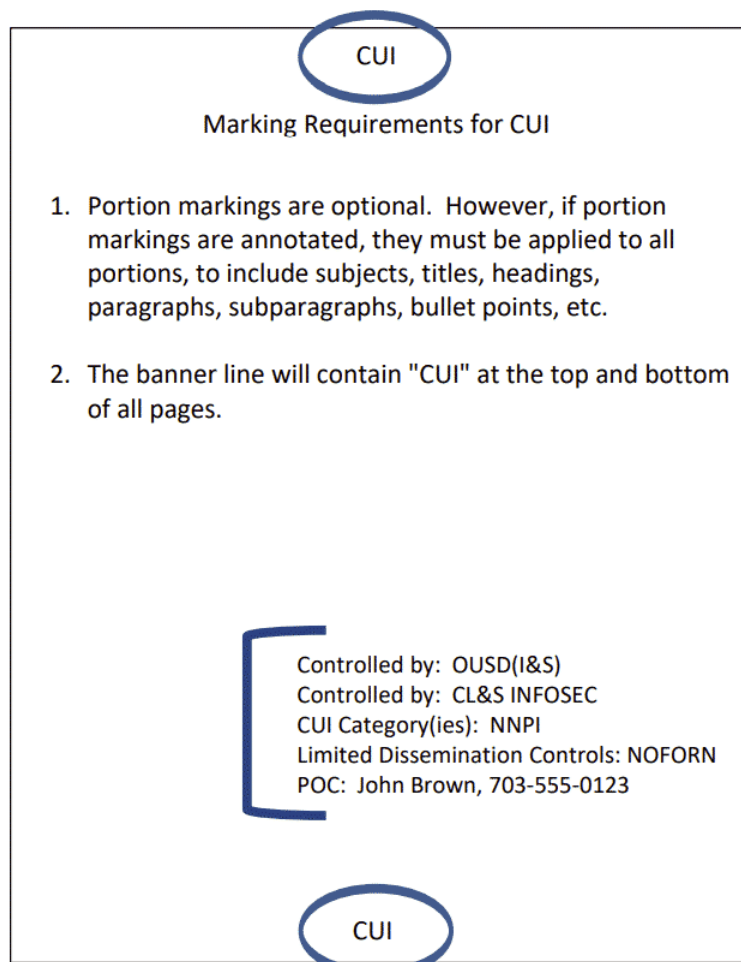 CUI
Marking Requirements for CUI
1. Portion markings are optional.  However, if portion
markings are annotated, they must be applied to all
portions, to include subjects, titles, headings,
paragraphs, subparagraphs, bullet points, etc.
2. The banner line will contain "CUI" at the top and bottom
of all pages.
Controlled by:  OUSD(I&S)
Controlled by:  CL&S INFOSEC
CUI Category(ies):  NNPI
Limited Dissemination Controls: NOFORN
POC:  John Brown, 703-555-0123
CUI